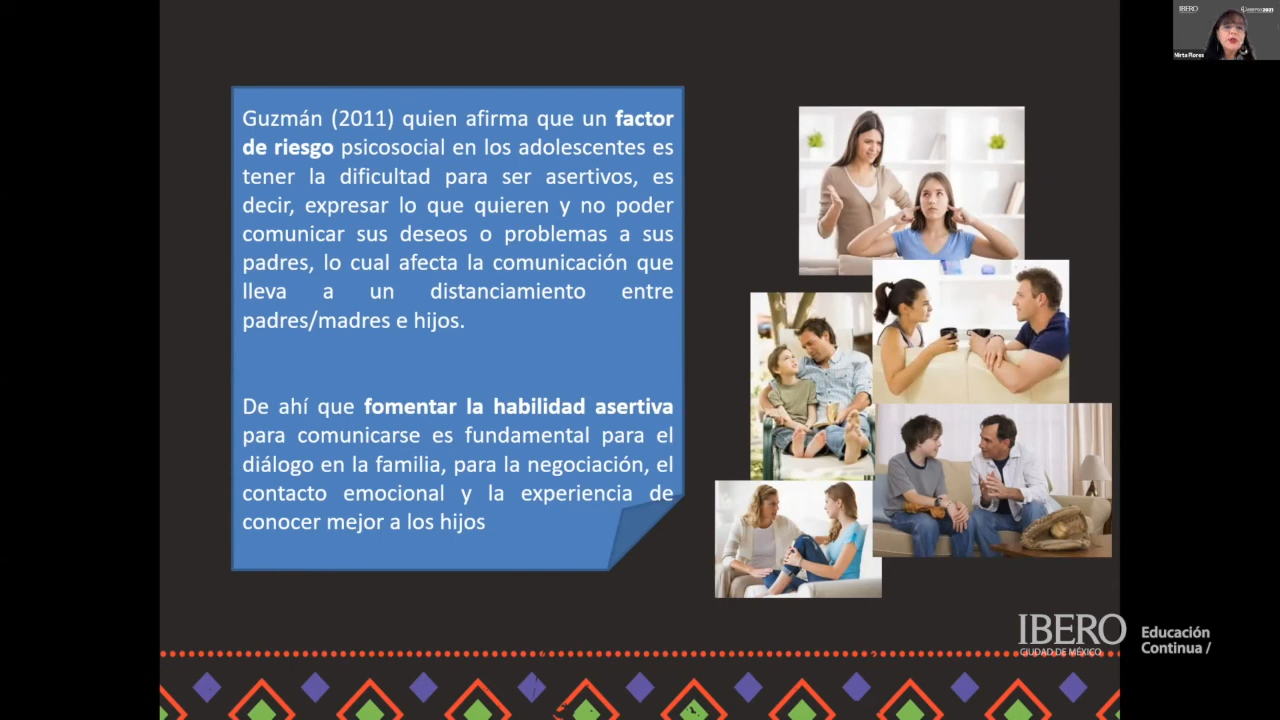 IBERO
2021
Mirta Flores
Guzmán (2011) quien afirma que un factor
de riesgo psicosocial en los adolescentes es
tener la dificultad para ser asertivos, es
decir, expresar lo que quieren y no poder
comunicar sus deseos o problemas a sus
padres, lo cual afecta la comunicación que
lleva a un distanciamiento entre
padres/madres e hijos.
De ahí que fomentar la habilidad asertiva
para comunicarse es fundamental para el
diálogo en la familia, para la negociación, el
contacto emocional y la experiencia de
conocer mejor a los hijos
IBERO
CIUDAD DE MÉXICO
Educación
Continua /